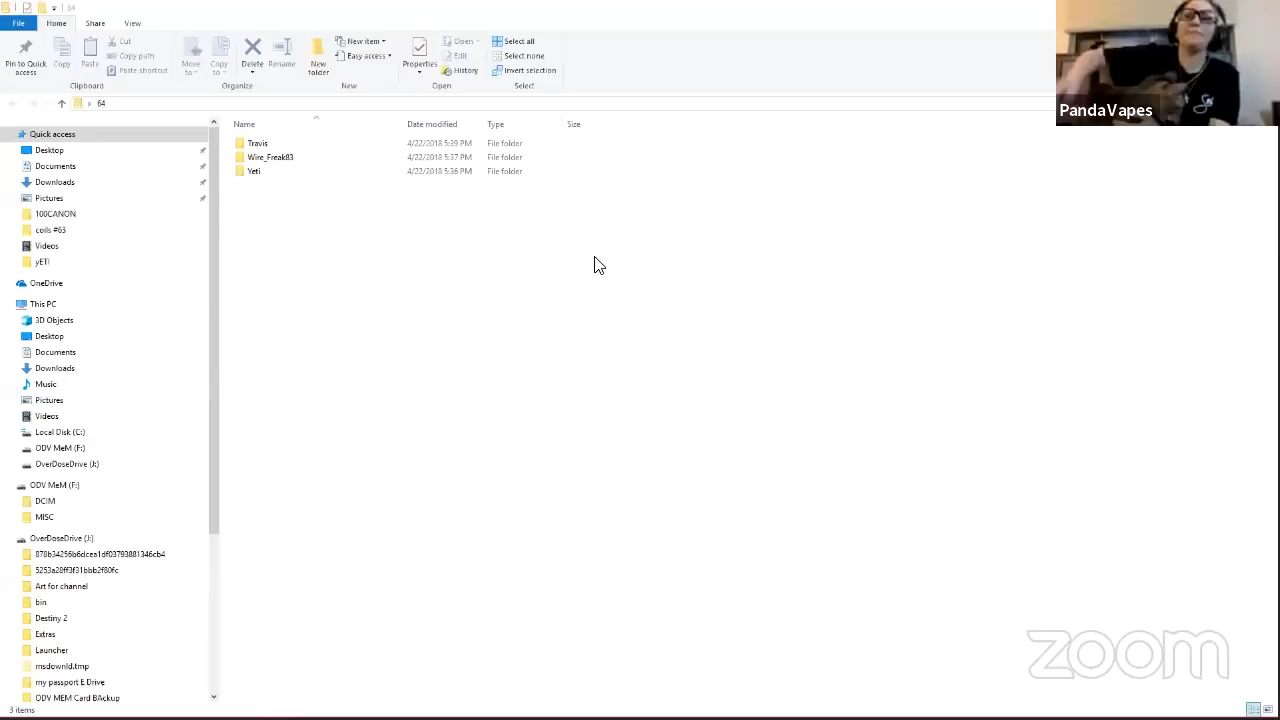 64
File
Home
Share
View
Pin to Quick access
Copy
Paste
Cut
Copy path
Paste shortcut
Clipboard
Move to
Copy to
Delete
Rename
Organize
New folder
New item
Easy access
New
Properties
Open
Edit
History
Open
Select all
Select none
Invert selection
Select
PandaVapes
64
Name
Date modified
Type
Size
Travis 4/22/2018 5:39 PM File folder
Wire_Freak83 4/22/2018 5:37 PM File folder
Yeti 4/22/2018 5:36 PM File folder
Quick access
Desktop
Documents
Downloads
Pictures
100CANON
coils #63
Videos
yETI
OneDrive
This PC
3D Objects
Desktop
Documents
Downloads
Music
Pictures
Videos
Local Disk (C:)
ODV MeM (F:)
OverDoseDrive (J:)
ODV MeM (F:)
DCIM
MISC
OverDoseDrive (J:)
878b34256b6dcea1df03793881346cb4
5253a28ff3f31bbb2f80fc
Art for channel
bin
Destiny 2
Extras
Launcher
msdownld.tmp
my passport E Drive
ODV MEM Card BAckup
3 items
zoom